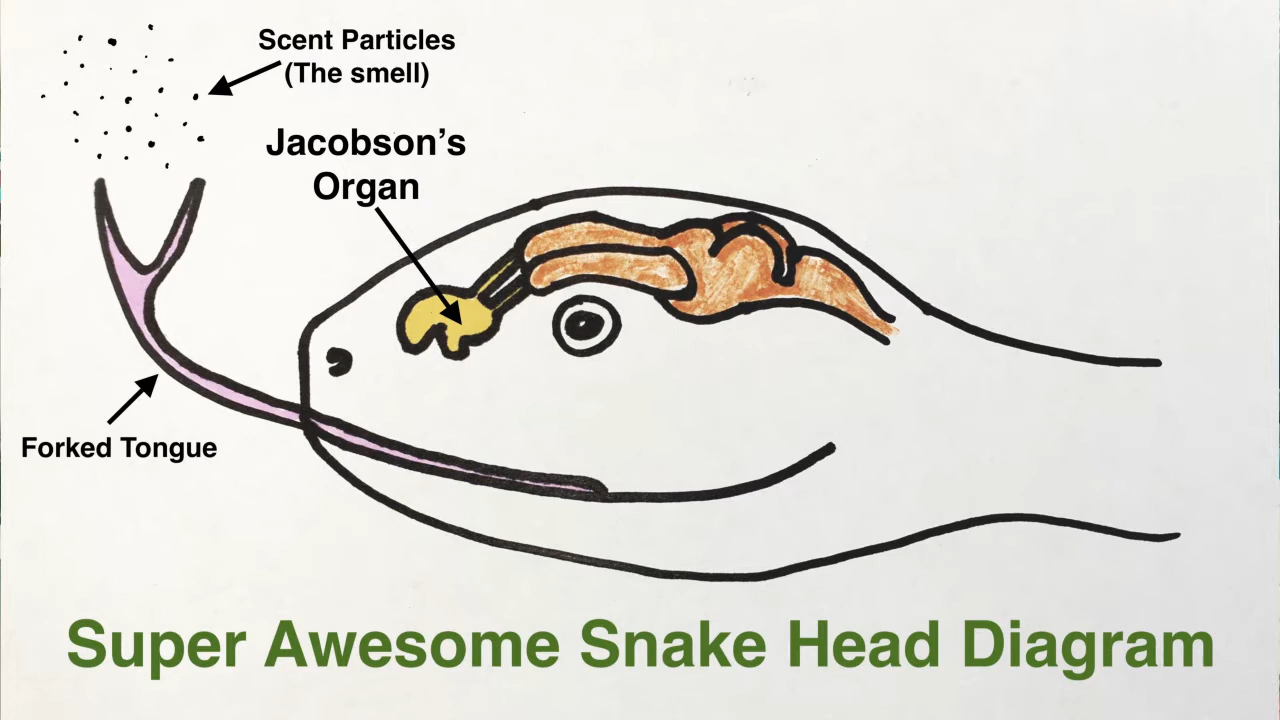 Scent Particles
(The smell)
Jacobson’s
Organ
Forked Tongue
Super Awesome Snake Head Diagram